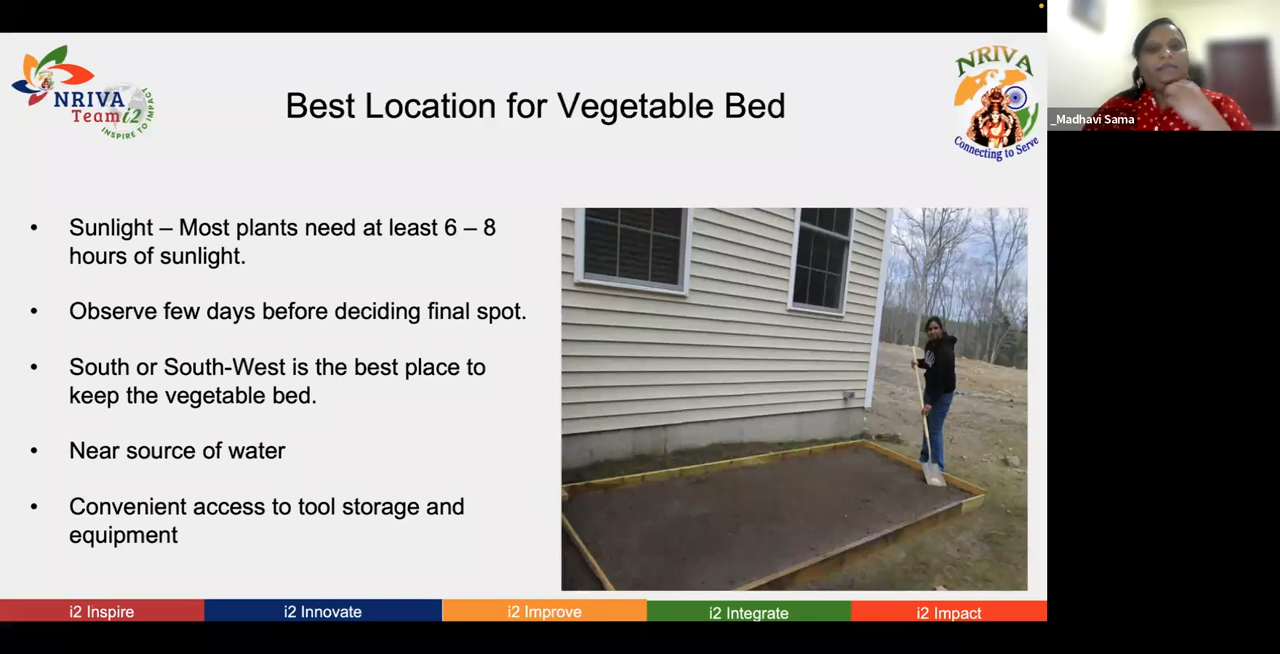 NRIVA
Team i2
INSPIRE TO IMPACT
Best Location for Vegetable Bed
NRIVA
Connecting to Serve
_Madhavi Sama
• Sunlight – Most plants need at least 6 – 8
hours of sunlight.
• Observe few days before deciding final spot.
• South or South-West is the best place to
keep the vegetable bed.
• Near source of water
• Convenient access to tool storage and
equipment
i2 Inspire
i2 Innovate
i2 Improve
i2 Integrate
i2 Impact